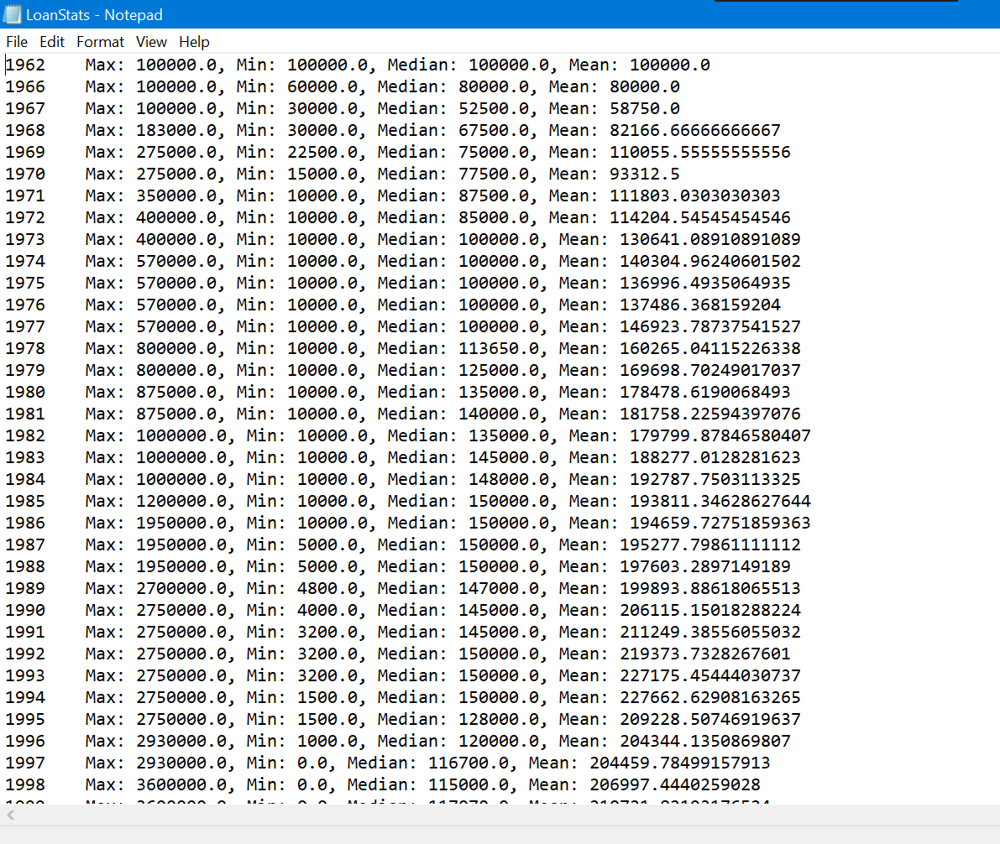 LoanStats - Notepad
File Edit Format View Help
1962 Max: 100000.0, Min: 100000.0, Median: 100000.0, Mean: 100000.0
1966 Max: 100000.0, Min: 60000.0, Median: 80000.0, Mean: 80000.0
1967 Max: 100000.0, Min: 30000.0, Median: 52500.0, Mean: 58750.0
1968 Max: 183000.0, Min: 30000.0, Median: 67500.0, Mean: 82166.66666666667
1969 Max: 275000.0, Min: 22500.0, Median: 75000.0, Mean: 110055.55555555556
1970 Max: 275000.0, Min: 15000.0, Median: 77500.0, Mean: 93312.5
1971 Max: 350000.0, Min: 10000.0, Median: 87500.0, Mean: 111803.0303030303
1972 Max: 400000.0, Min: 10000.0, Median: 85000.0, Mean: 114204.54545454546
1973 Max: 400000.0, Min: 10000.0, Median: 100000.0, Mean: 130641.08910891089
1974 Max: 570000.0, Min: 10000.0, Median: 100000.0, Mean: 140304.96240601502
1975 Max: 570000.0, Min: 10000.0, Median: 100000.0, Mean: 136996.4935064935
1976 Max: 570000.0, Min: 10000.0, Median: 100000.0, Mean: 137486.368159204
1977 Max: 570000.0, Min: 10000.0, Median: 100000.0, Mean: 146923.78737541527
1978 Max: 800000.0, Min: 10000.0, Median: 113650.0, Mean: 160265.04115226338
1979 Max: 800000.0, Min: 10000.0, Median: 125000.0, Mean: 169698.70249017037
1980 Max: 875000.0, Min: 10000.0, Median: 135000.0, Mean: 178478.6190068493
1981 Max: 875000.0, Min: 10000.0, Median: 140000.0, Mean: 181758.22594397076
1982 Max: 1000000.0, Min: 10000.0, Median: 135000.0, Mean: 179799.87846580407
1983 Max: 1000000.0, Min: 10000.0, Median: 145000.0, Mean: 188277.0128281623
1984 Max: 1000000.0, Min: 10000.0, Median: 148000.0, Mean: 192787.7503113325
1985 Max: 1200000.0, Min: 10000.0, Median: 150000.0, Mean: 193811.34628627644
1986 Max: 1950000.0, Min: 10000.0, Median: 150000.0, Mean: 194659.72751859363
1987 Max: 1950000.0, Min: 5000.0, Median: 150000.0, Mean: 195277.79861111112
1988 Max: 1950000.0, Min: 5000.0, Median: 150000.0, Mean: 197603.2897149189
1989 Max: 2700000.0, Min: 4800.0, Median: 147000.0, Mean: 199893.88618065513
1990 Max: 2750000.0, Min: 4000.0, Median: 145000.0, Mean: 206115.15018288224
1991 Max: 2750000.0, Min: 3200.0, Median: 145000.0, Mean: 211249.38556055032
1992 Max: 2750000.0, Min: 3200.0, Median: 150000.0, Mean: 219373.7328267601
1993 Max: 2750000.0, Min: 3200.0, Median: 150000.0, Mean: 227175.45444030737
1994 Max: 2750000.0, Min: 1500.0, Median: 150000.0, Mean: 227662.62908163265
1995 Max: 2750000.0, Min: 1500.0, Median: 128000.0, Mean: 209228.50746919637
1996 Max: 2930000.0, Min: 1000.0, Median: 120000.0, Mean: 204344.1350869807
1997 Max: 2930000.0, Min: 0.0, Median: 116700.0, Mean: 204459.78499157913
1998 Max: 3600000.0, Min: 0.0, Median: 115000.0, Mean: 206997.4440259028